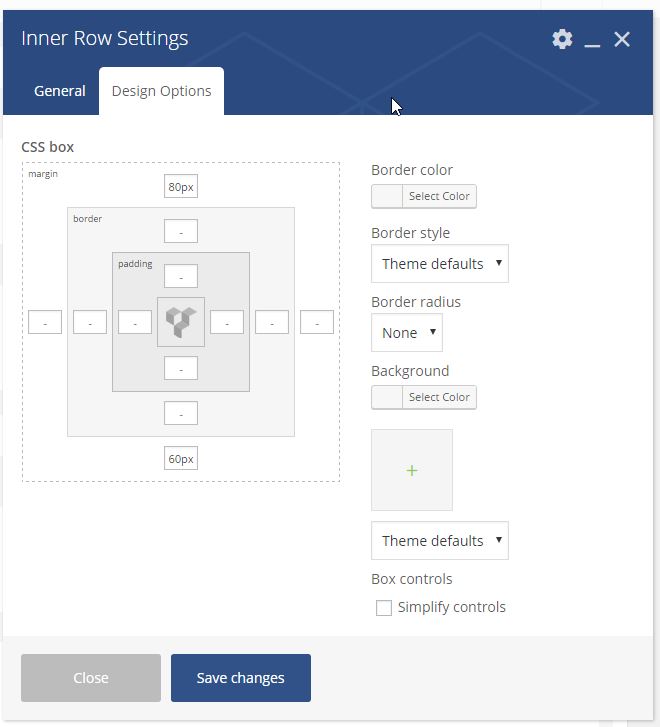 Inner Row Settings
General Design Options
CSS box
margin
80px
border
-
padding
-
- - - - - -
-
-
60px
Border color
Select Color
Border style
Theme defaults
Border radius
None
Background
Select Color
+
Theme defaults
Box controls
Simplify controls
Close Save changes